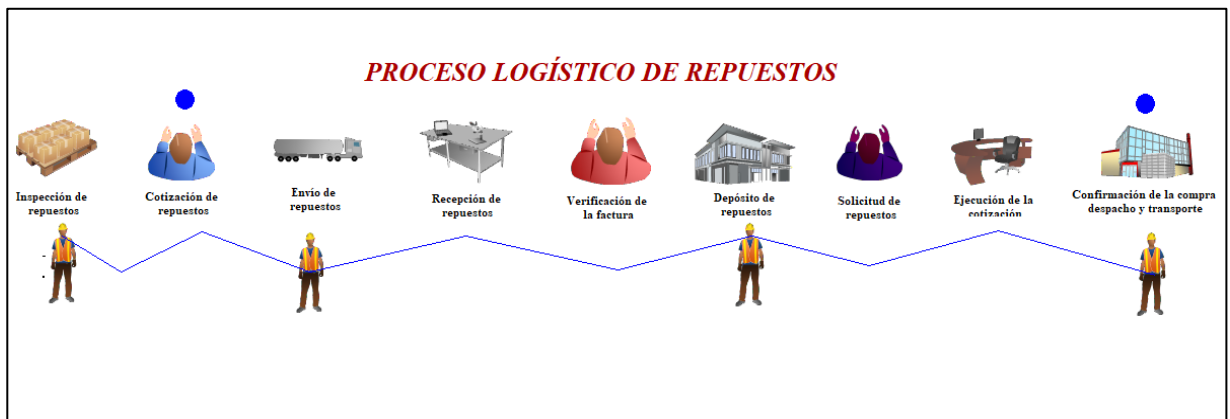 PROCESO LOGÍSTICO DE REPUESTOS
Inspección de
repuestos
Cotización de
repuestos
Envío de
repuestos
Recepción de
repuestos
Verificación de
la factura
Depósito de
repuestos
Solicitud de
repuestos
Ejecución de la
cotización
Confirmación de la compra
despacho y transporte